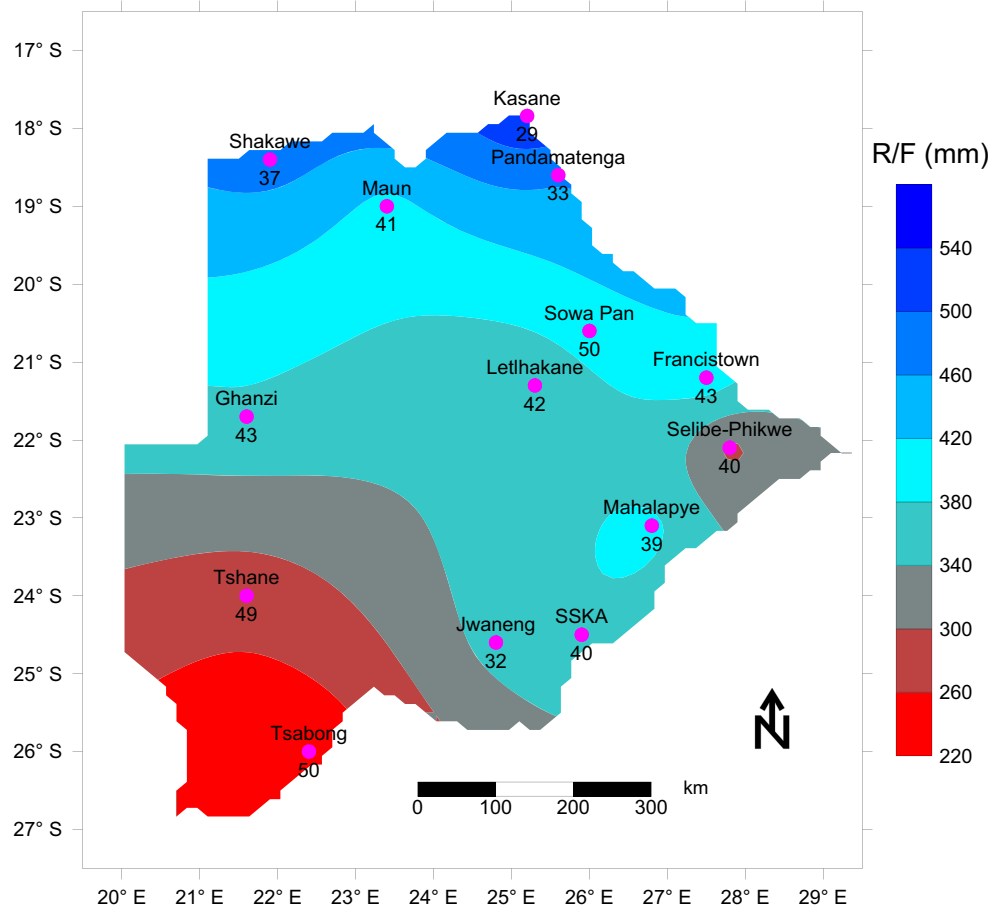 17° S
18° S
19° S
20° S
21° S
22° S
23° S
24° S
25° S
26° S
27° S
Kasane
29
Shakawe
37
Pandamatenga
33
Maun
41
Sowa Pan
50
Letlhakane
42
Francistown
43
Ghanzi
43
Selibe-Phikwe
40
Mahalapye
39
Tshane
49
Jwaneng
32
SSKA
40
Tsabong
50
N
0 100 200 300 km
20° E 21° E 22° E 23° E 24° E 25° E 26° E 27° E 28° E 29° E
R/F (mm)
540
500
460
420
380
340
300
260
220